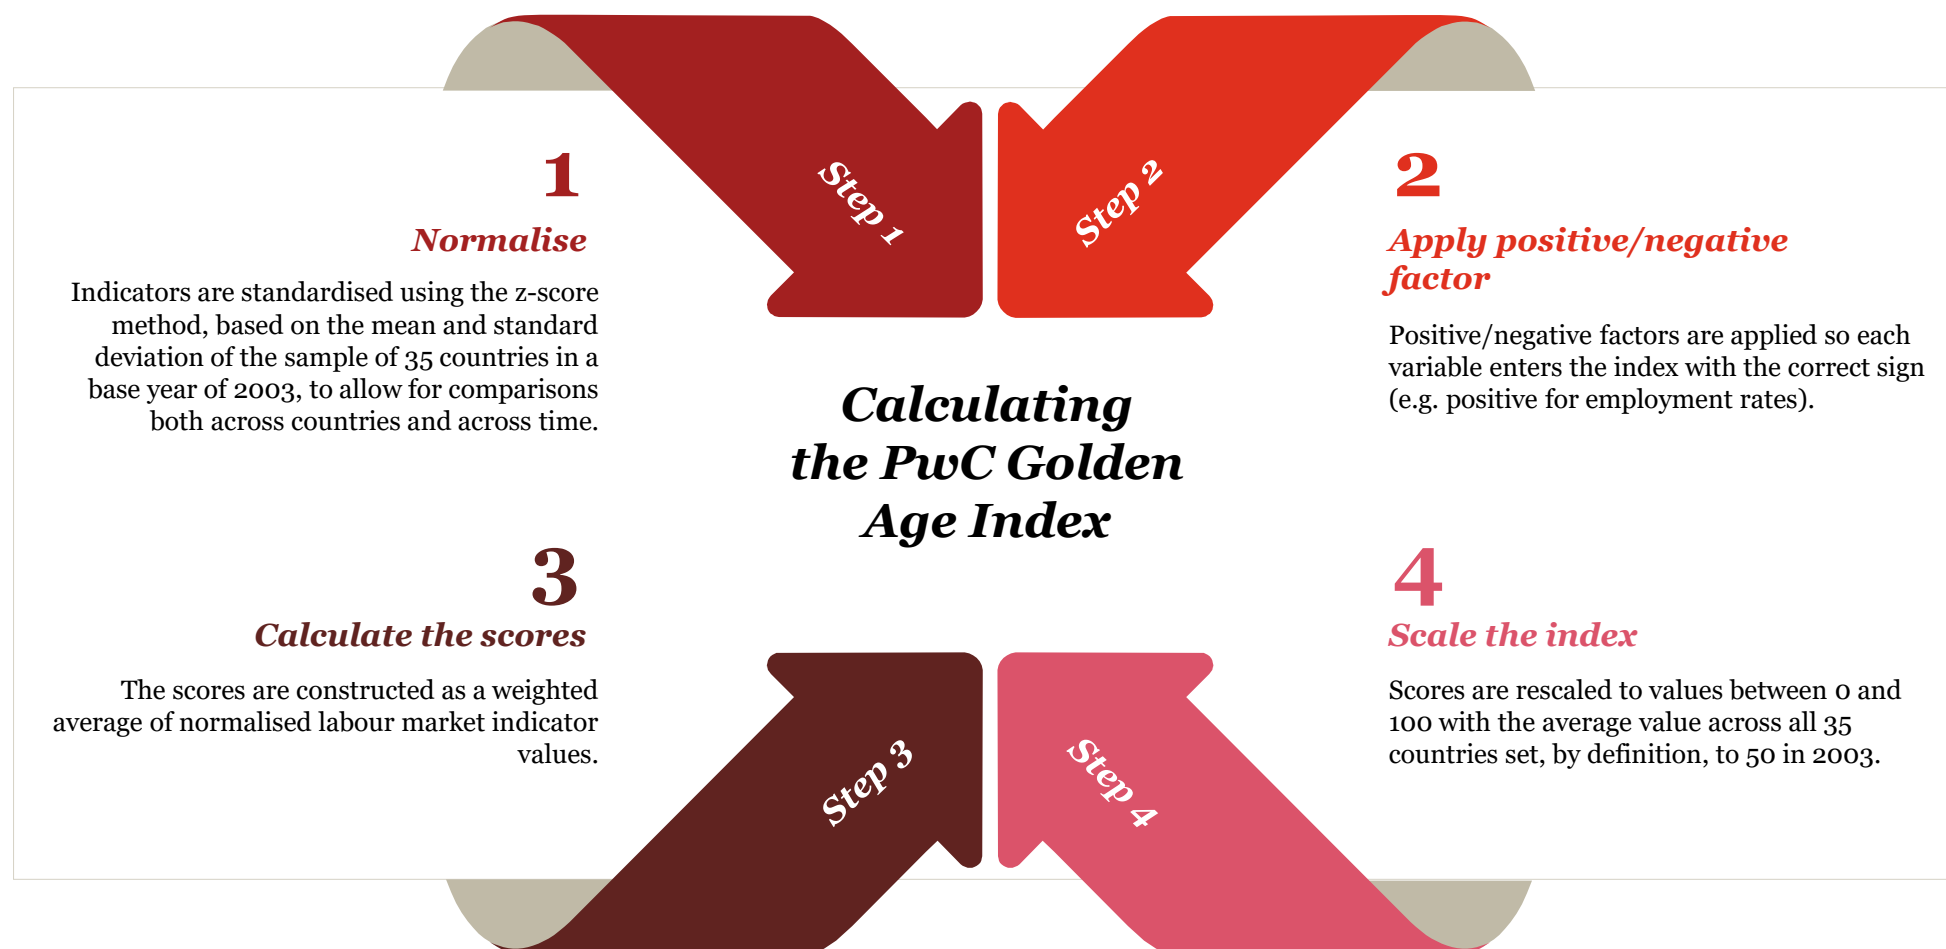 1
Normalise
Indicators are standardised using the z-score
method, based on the mean and standard
deviation of the sample of 35 countries in a
base year of 2003, to allow for comparisons
both across countries and across time.
Step 1
Step 2
2
Apply positive/negative
factor
Positive/negative factors are applied so each
variable enters the index with the correct sign
(e.g. positive for employment rates).
Calculating
the PwC Golden
Age Index
3
Calculate the scores
The scores are constructed as a weighted
average of normalised labour market indicator
values.
Step 3
Step 4
4
Scale the index
Scores are rescaled to values between 0 and
100 with the average value across all 35
countries set, by definition, to 50 in 2003.